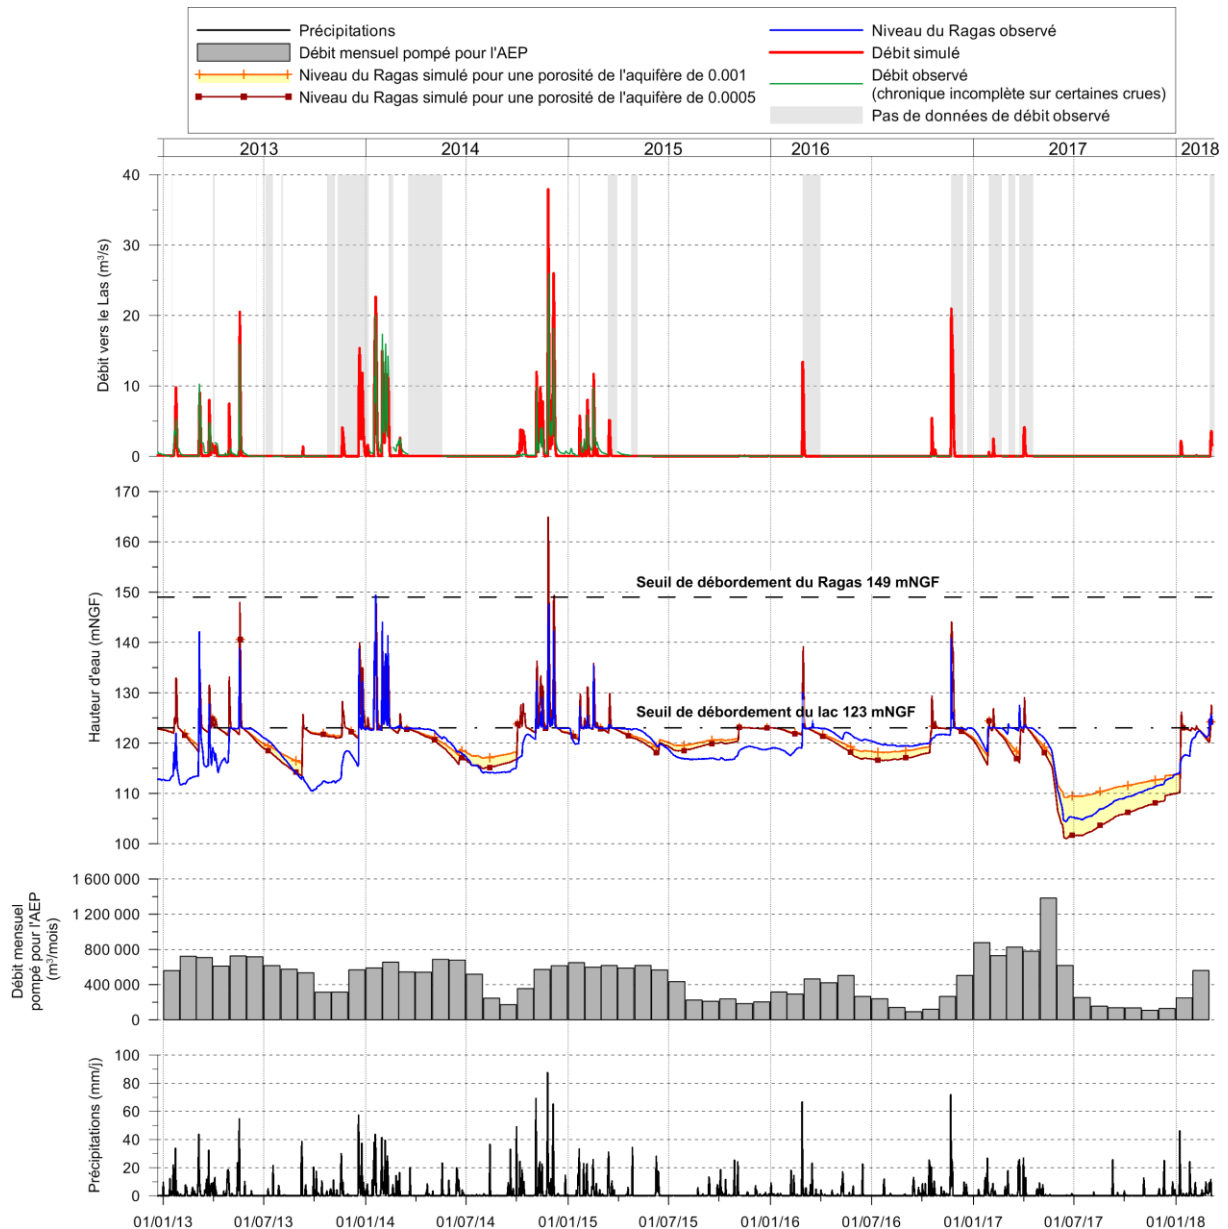 Précipitations
Débit mensuel pompé pour l'AEP
Niveau du Ragas simulé pour une porosité de l'aquifère de 0.001
Niveau du Ragas simulé pour une porosité de l'aquifère de 0.0005
Niveau du Ragas observé
Débit simulé
Débit observé
(chronique incomplète sur certaines crues)
Pas de données de débit observé
2013 2014 2015 2016 2017 2018
Débit vers le Las (m³/s)
40
30
20
10
0
Hauteur d'eau (mNGF)
170
160
150
140
130
120
110
100
Seuil de débordement du Ragas 149 mNGF
Seuil de débordement du lac 123 mNGF
Débit mensuel
pompé pour l'AEP
(m³/mois)
1 600 000
1 200 000
800 000
400 000
0
Précipitations (mm/j)
100
80
60
40
20
0
01/01/13 01/07/13 01/01/14 01/07/14 01/01/15 01/07/15 01/01/16 01/07/16 01/01/17 01/07/17 01/01/18